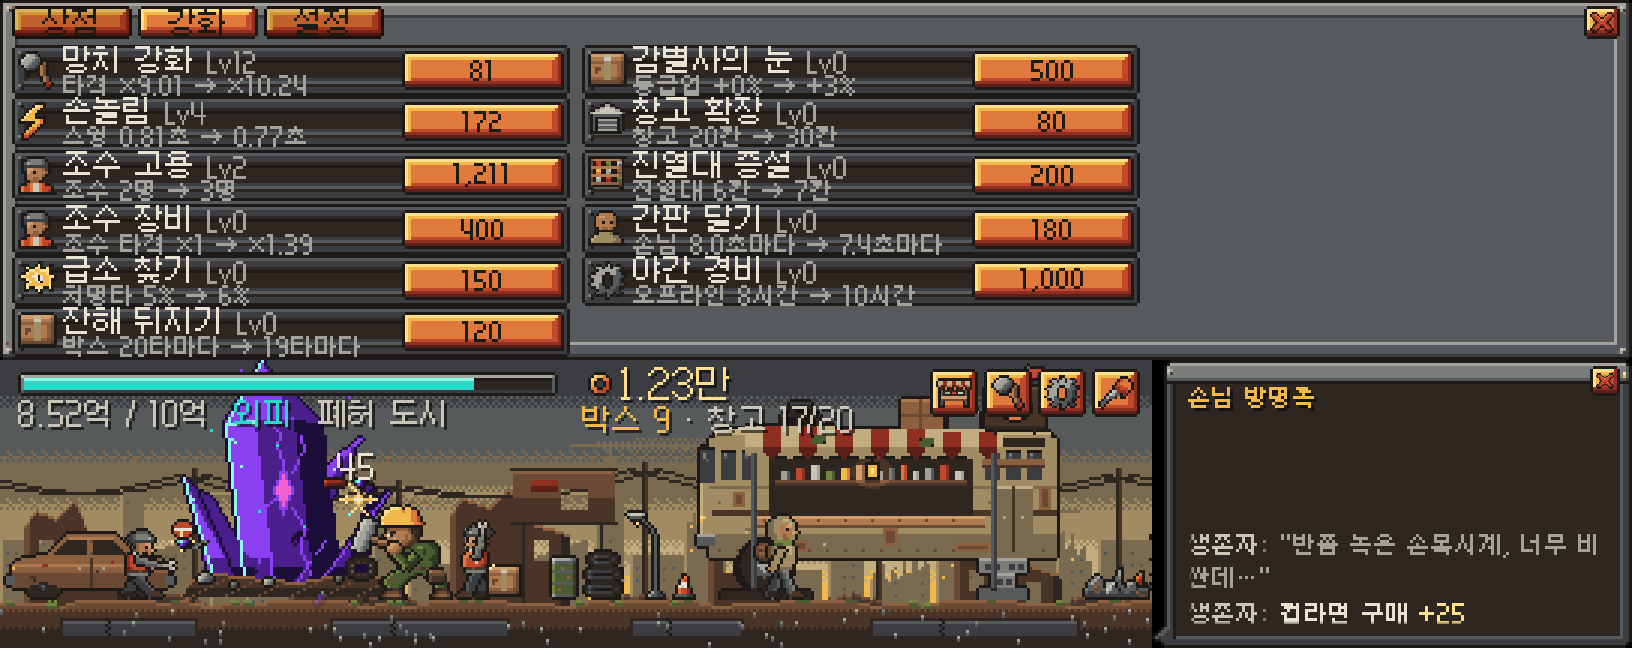 상점 강화 설정
망치 강화 Lv12
타격 ×9.01 → ×10.24
81
손놀림 Lv4
스윙 0.81초 → 0.77초
172
조수 고용 Lv2
조수 2명 → 3명
1,211
조수 장비 Lv0
조수 타격 ×1 → ×1.39
400
급소 찾기 Lv0
치명타 5% → 6%
150
잔해 뒤지기 Lv0
박스 20타마다 → 19타마다
120
감별사의 눈 Lv0
등급업 +0% → +3%
500
창고 확장 Lv0
창고 20칸 → 30칸
80
진열대 증설 Lv0
진열대 6칸 → 7칸
200
간판 달기 Lv0
손님 8.0초마다 → 7.4초마다
180
야간 경비 Lv0
오프라인 8시간 → 10시간
1,000
8.52억 / 10억 외피 폐허 도시
1.23만
박스 9 · 창고 17/20
45
손님 방명록
생존자: "반쯤 녹은 손목시계, 너무 비
싼데…"
생존자: 컵라면 구매 +25